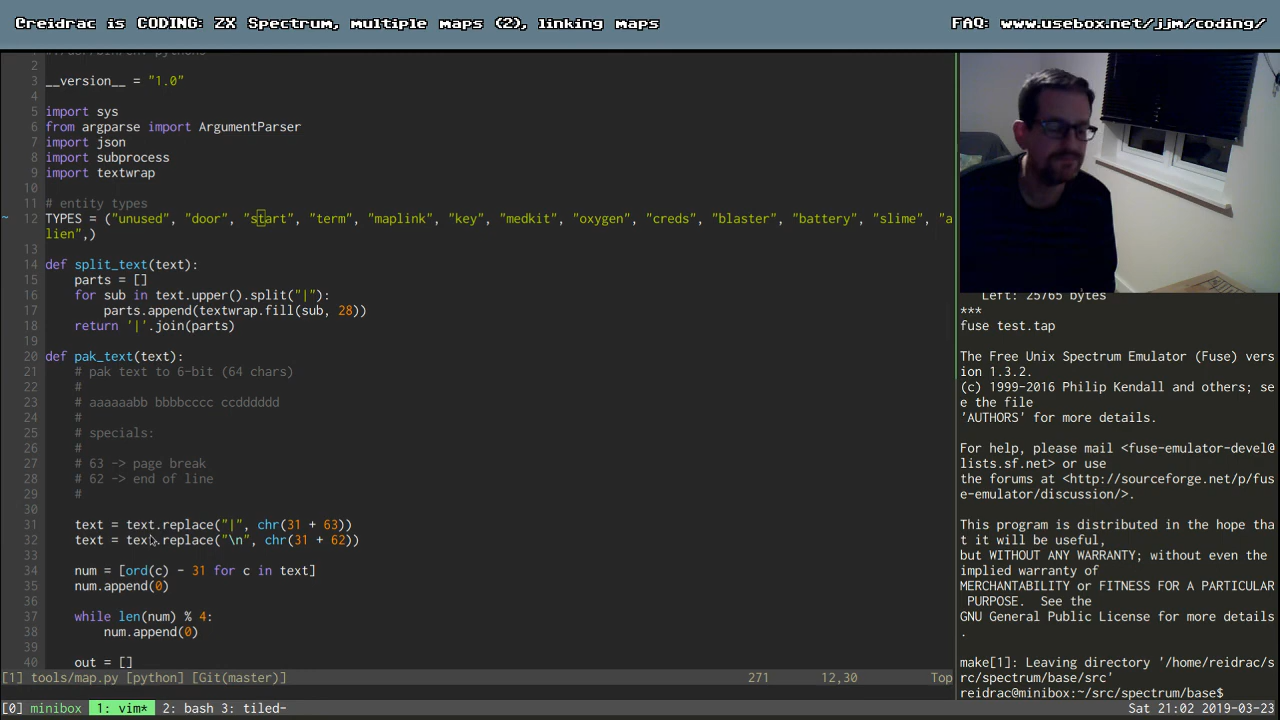 Creidrac is CODING: ZX Spectrum, multiple maps (2), linking maps
FAQ: www.usebox.net/jjm/coding/
2
3 __version__ = "1.0"
4
5 import sys
6 from argparse import ArgumentParser
7 import json
8 import subprocess
9 import textwrap
10
11 # entity types
~ 12 TYPES = ("unused", "door", "start", "term", "maplink", "key", "medkit", "oxygen", "creds", "blaster", "battery", "slime", "a
lien",)
13
14 def split_text(text):
15 parts = []
16 for sub in text.upper().split("|"):
17 parts.append(textwrap.fill(sub, 28))
18 return '|'.join(parts)
19
20 def pak_text(text):
21 # pak text to 6-bit (64 chars)
22 #
23 # aaaaaabb bbbbcccc ccdddddd
24 #
25 # specials:
26 #
27 # 63 -> page break
28 # 62 -> end of line
29 #
30
31 text = text.replace("|", chr(31 + 63))
32 text = text.replace("\n", chr(31 + 62))
33
34 num = [ord(c) - 31 for c in text]
35 num.append(0)
36
37 while len(num) % 4:
38 num.append(0)
39
40 out = []
[1] tools/map.py [python] [Git(master)] 271 12,30 Top
Left: 25765 bytes
***
fuse test.tap
The Free Unix Spectrum Emulator (Fuse) vers
ion 1.3.2.
(c) 1999-2016 Philip Kendall and others; se
e the file
'AUTHORS' for more details.
For help, please mail <fuse-emulator-devel@
lists.sf.net> or use
the forums at <http://sourceforge.net/p/fus
e-emulator/discussion/>.
This program is distributed in the hope tha
t it will be useful,
but WITHOUT ANY WARRANTY; without even the
implied warranty of
MERCHANTABILITY or FITNESS FOR A PARTICULAR
PURPOSE. See the
GNU General Public License for more details
.
make[1]: Leaving directory '/home/reidrac/s
rc/spectrum/base/src'
reidrac@minibox:~/src/spectrum/base$
[0] minibox 1: vim* 2: bash 3: tiled- Sat 21:02 2019-03-23